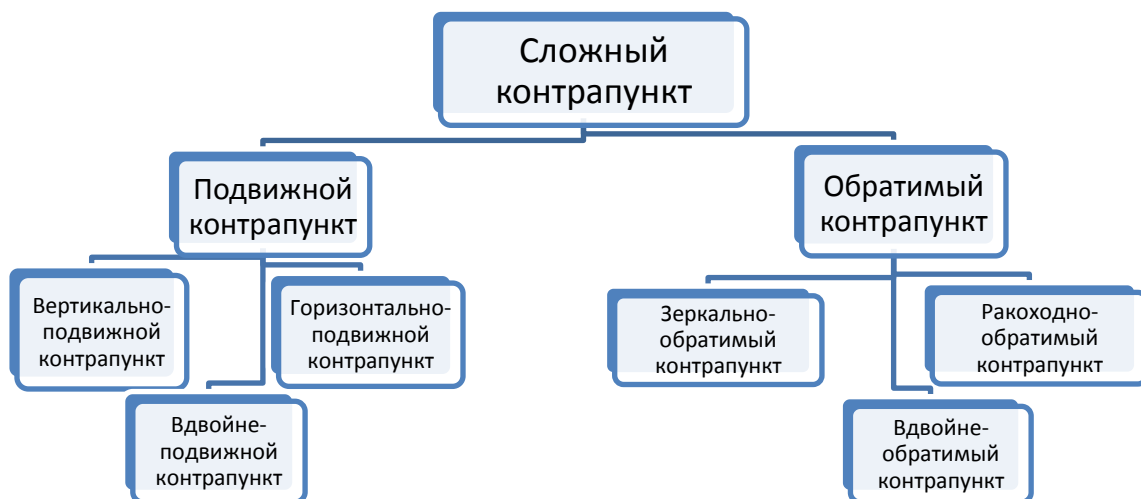 Сложный
контрапункт
Подвижной
контрапункт
Обратимый
контрапункт
Вертикально-
подвижной
контрапункт
Горизонтально-
подвижной
контрапункт
Вдвойне-
подвижной
контрапункт
Зеркально-
обратимый
контрапункт
Ракоходно-
обратимый
контрапункт
Вдвойне-
обратимый
контрапункт